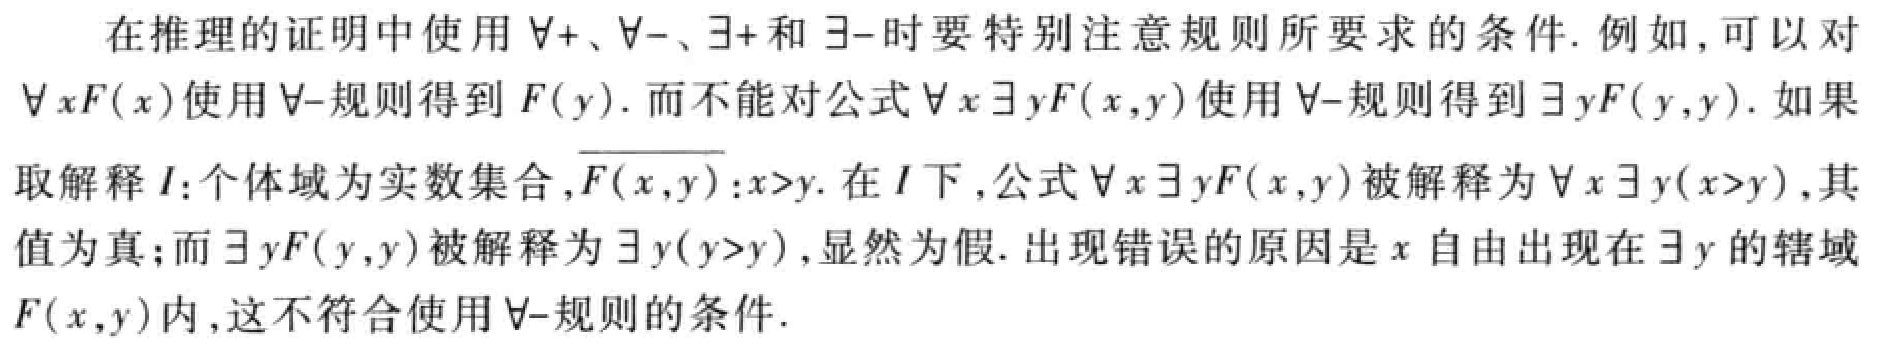 在推理的证明中使用 ∀+、∀−、∃+和 ∃−时要特别注意规则所要求的条件. 例如,可以对
∀xF(x)使用 ∀−规则得到 F(y). 而不能对公式 ∀x∃yF(x,y)使用 ∀−规则得到∃yF(y,y). 如果
取解释 I:个体域为实数集合,$\overline{F(x,y)}$:x>y. 在 I 下,公式 ∀x∃yF(x,y)被解释为 ∀x∃y(x>y),其
值为真;而∃yF(y,y)被解释为∃y(y>y),显然为假. 出现错误的原因是 x 自由出现在∃y 的辖域
F(x,y)内,这不符合使用 ∀−规则的条件.